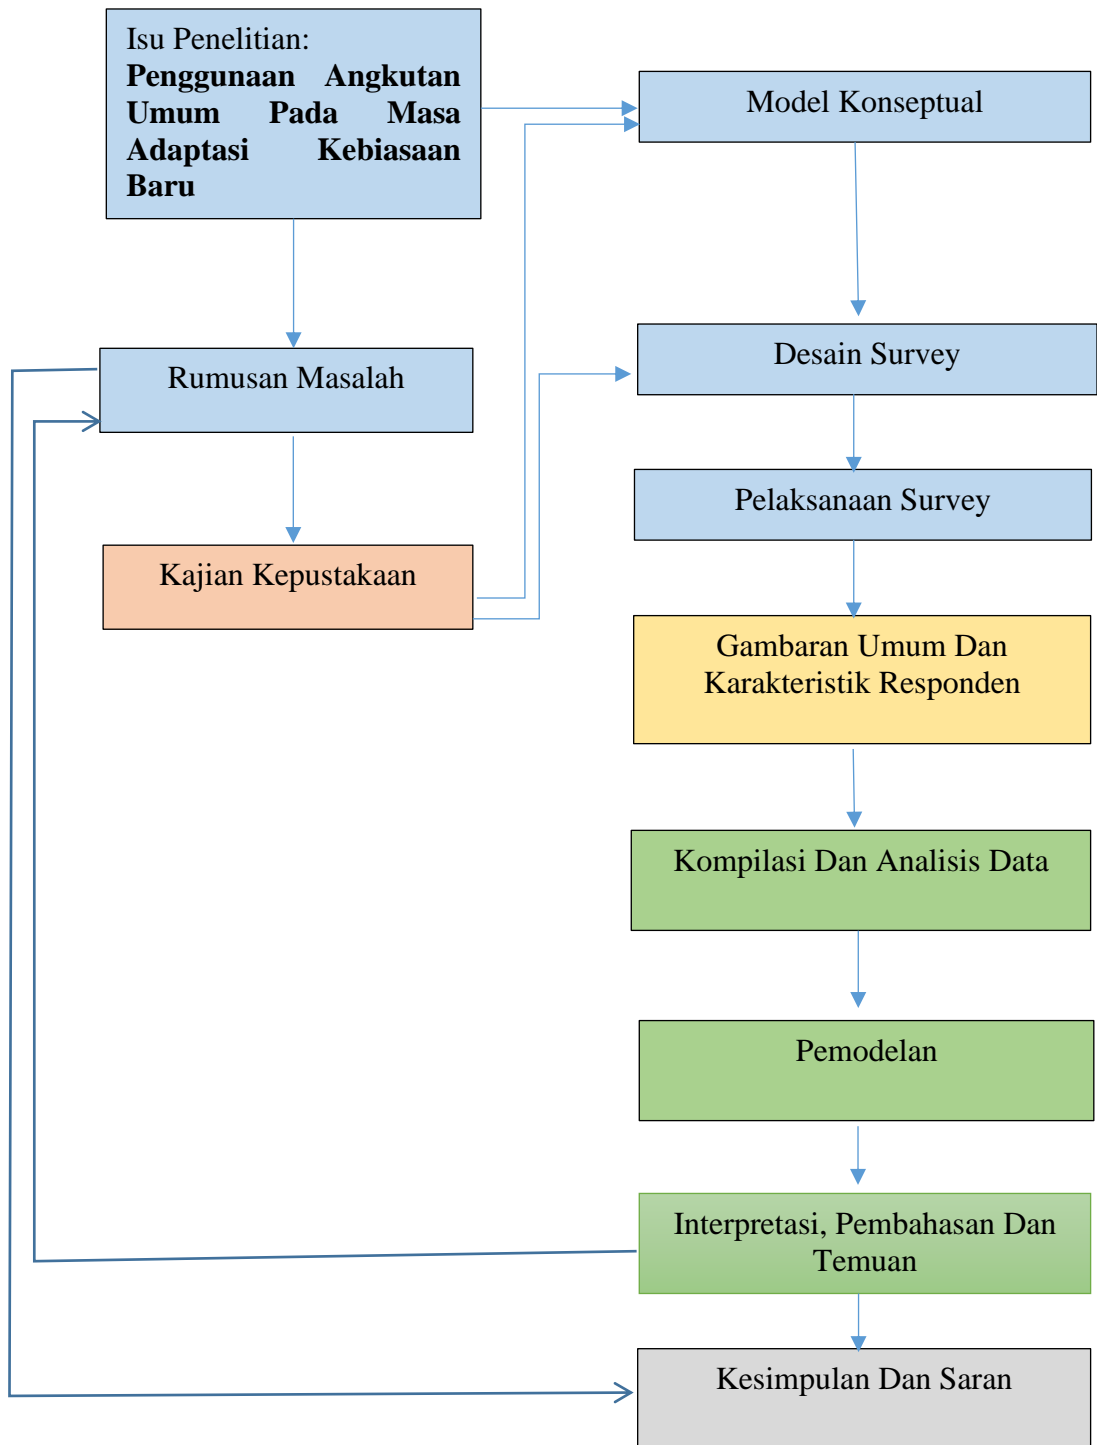 Isu Penelitian:
Penggunaan Angkutan
Umum Pada Masa
Adaptasi Kebiasaan
Baru
Model Konseptual
Rumusan Masalah
Desain Survey
Kajian Kepustakaan
Pelaksanaan Survey
Gambaran Umum Dan
Karakteristik Responden
Kompilasi Dan Analisis Data
Pemodelan
Interpretasi, Pembahasan Dan
Temuan
Kesimpulan Dan Saran